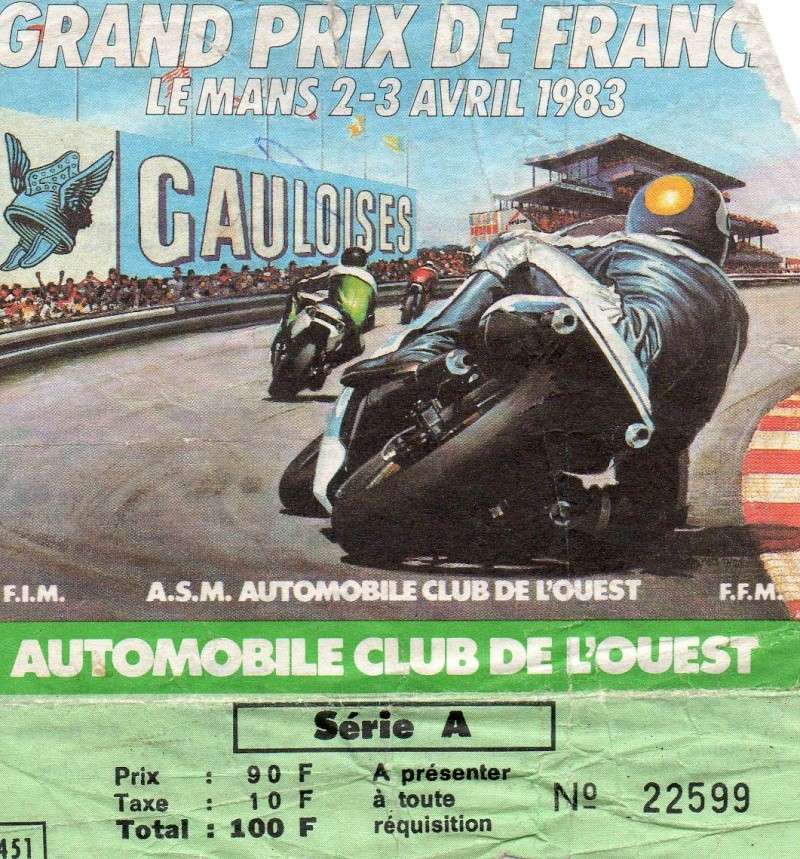 GRAND PRIX DE FRANC
LE MANS 2-3 AVRIL 1983
GAULOISES
F.I.M. A.S.M. AUTOMOBILE CLUB DE L'OUEST F.F.M.
AUTOMOBILE CLUB DE L'OUEST
Série A
Prix : 90 F
Taxe : 10 F
Total : 100 F
A présenter
à toute
réquisition
Nº 22599
451